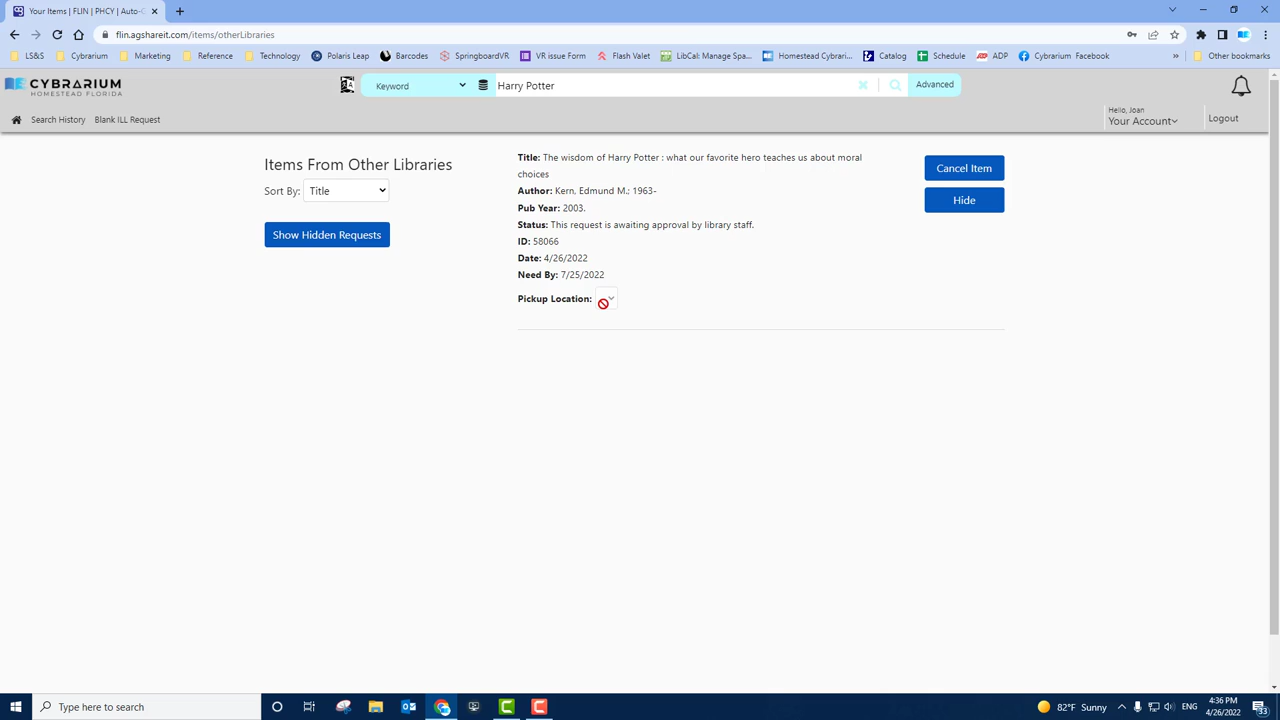 Your Items | FLIN | PHCY | Auto-G
flin.agshareit.com/items/otherLibraries
LS&S Cybrarium Marketing Reference Technology Polaris Leap Barcodes SpringboardVR VR issue Form Flash Valet LibCal: Manage Spa... Homestead Cybrari... Catalog Schedule ADP Cybrarium Facebook » Other bookmarks
CYBRARIUM
HOMESTEAD FLORIDA
Keyword Harry Potter Advanced
Search History Blank ILL Request
Hello, Joan
Your Account
Logout
Items From Other Libraries
Sort By: Title
Show Hidden Requests
Title: The wisdom of Harry Potter : what our favorite hero teaches us about moral
choices
Author: Kern, Edmund M.; 1963-
Pub Year: 2003.
Status: This request is awaiting approval by library staff.
ID: 58066
Date: 4/26/2022
Need By: 7/25/2022
Pickup Location:
Cancel Item
Hide
Type here to search
82°F Sunny
ENG
4:36 PM
4/26/2022
33